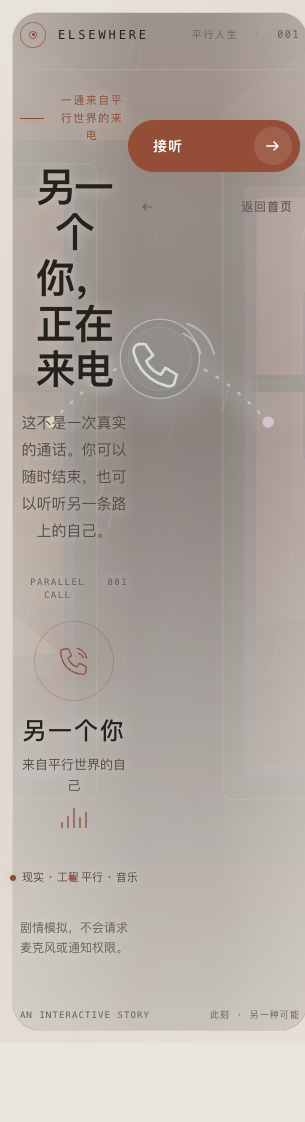 ELSEWHERE
平行人生 / 001
一通来自平
行世界的来
电
另一
个
你，
正在
来电
接听
返回首页
这不是一次真实
的通话。你可以
随时结束，也可
以听听另一条路
上的自己。
PARALLEL 001
CALL
另一个你
来自平行世界的自
己
现实 · 工程 平行 · 音乐
剧情模拟，不会请求
麦克风或通知权限。
AN INTERACTIVE STORY
此刻 · 另一种可能